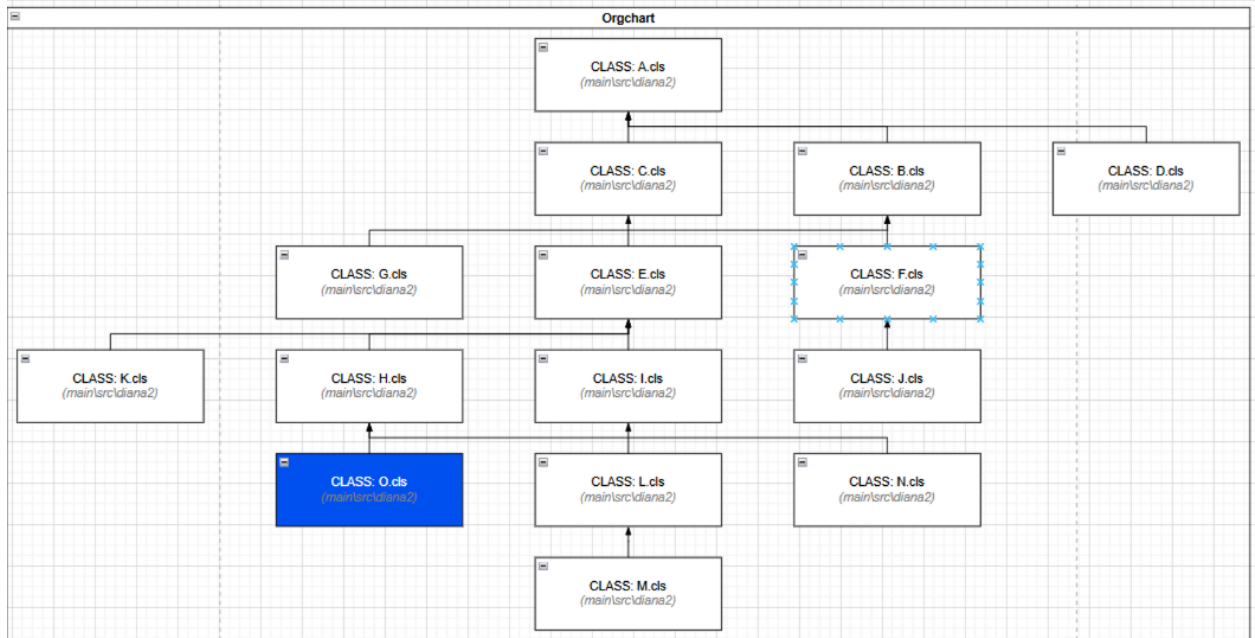 Orgchart
CLASS: A.cls
(main\src\diana2)
CLASS: C.cls
(main\src\diana2)
CLASS: B.cls
(main\src\diana2)
CLASS: D.cls
(main\src\diana2)
CLASS: G.cls
(main\src\diana2)
CLASS: E.cls
(main\src\diana2)
CLASS: F.cls
(main\src\diana2)
CLASS: K.cls
(main\src\diana2)
CLASS: H.cls
(main\src\diana2)
CLASS: I.cls
(main\src\diana2)
CLASS: J.cls
(main\src\diana2)
CLASS: O.cls
(main\src\diana2)
CLASS: L.cls
(main\src\diana2)
CLASS: N.cls
(main\src\diana2)
CLASS: M.cls
(main\src\diana2)